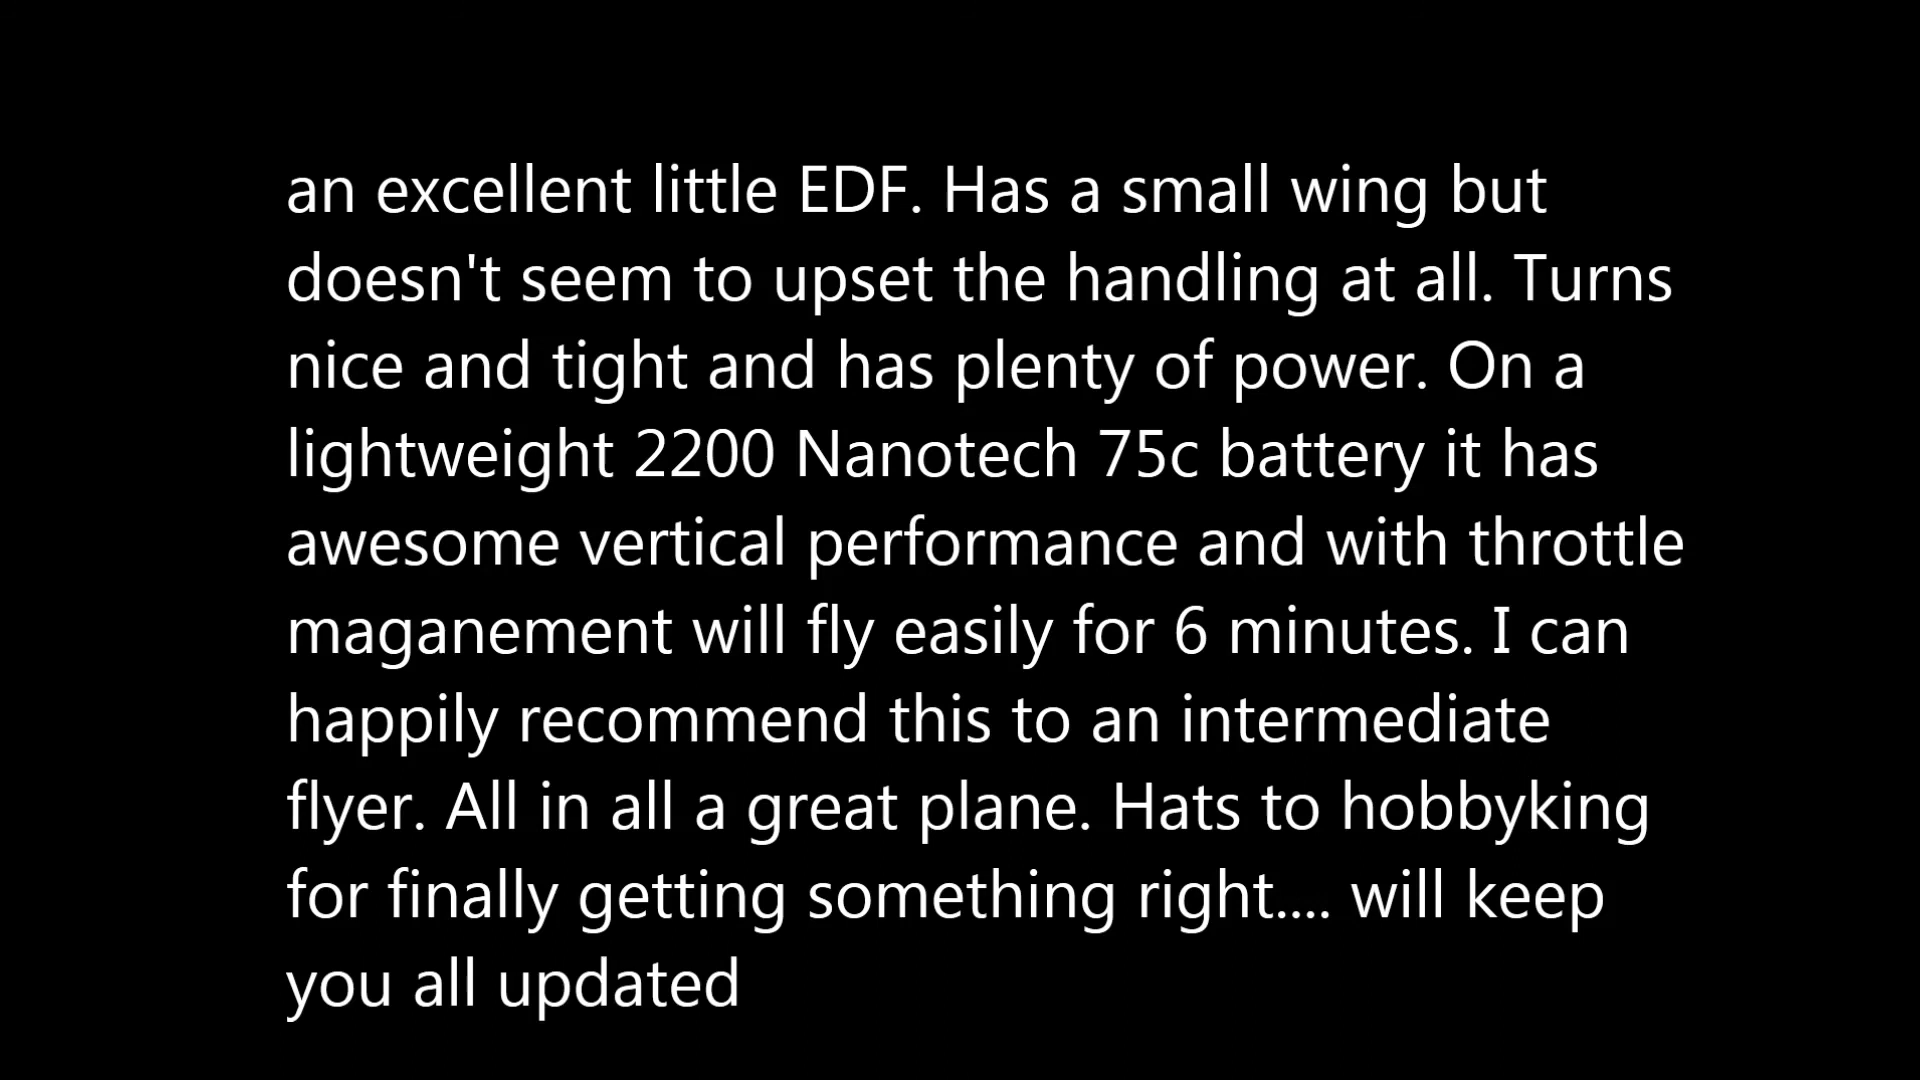 an excellent little EDF. Has a small wing but
doesn't seem to upset the handling at all. Turns
nice and tight and has plenty of power. On a
lightweight 2200 Nanotech 75c battery it has
awesome vertical performance and with throttle
maganement will fly easily for 6 minutes. I can
happily recommend this to an intermediate
flyer. All in all a great plane. Hats to hobbyking
for finally getting something right.... will keep
you all updated